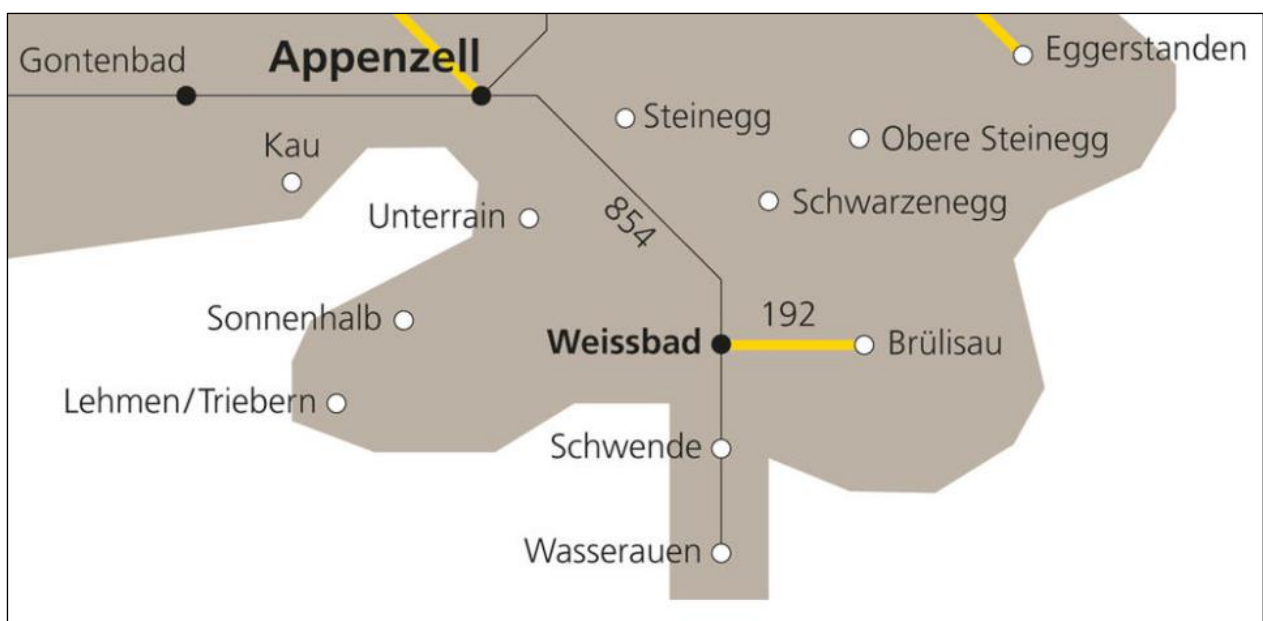 Appenzell
Gontenbad
Eggerstanden
Steinegg
Obere Steinegg
Kau
Schwarzenegg
Unterrain
854
Sonnenhalb
192
Weissbad
Brülisau
Lehmen/Triebern
Schwende
Wasserauen